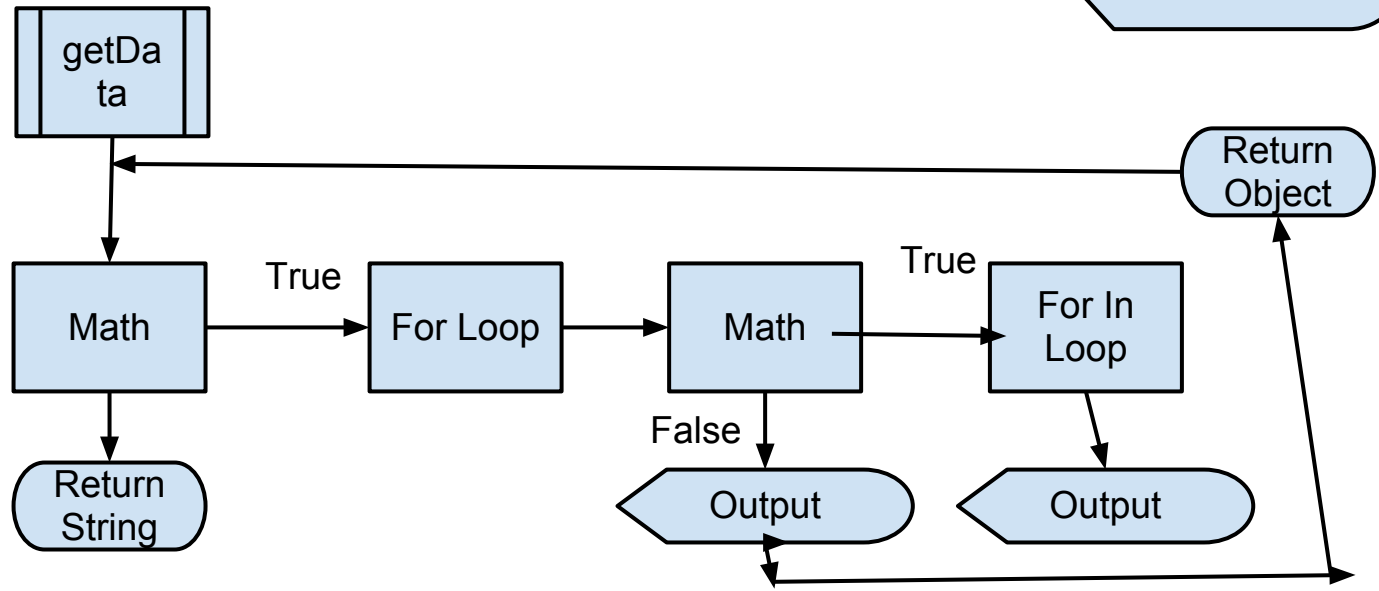 getDa
ta
Return
Object
True
True
Math
For Loop
Math
For In
Loop
False
Return
String
Output
Output